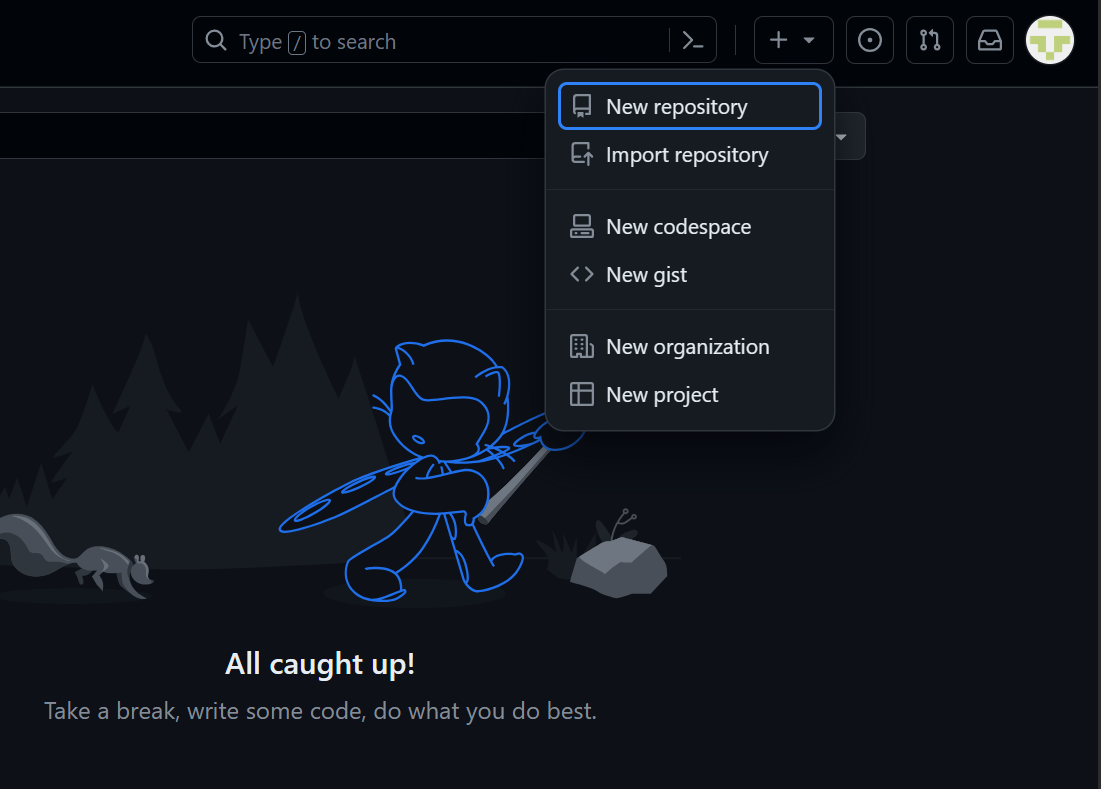 Type / to search
New repository
Import repository
New codespace
New gist
New organization
New project
All caught up!
Take a break, write some code, do what you do best.